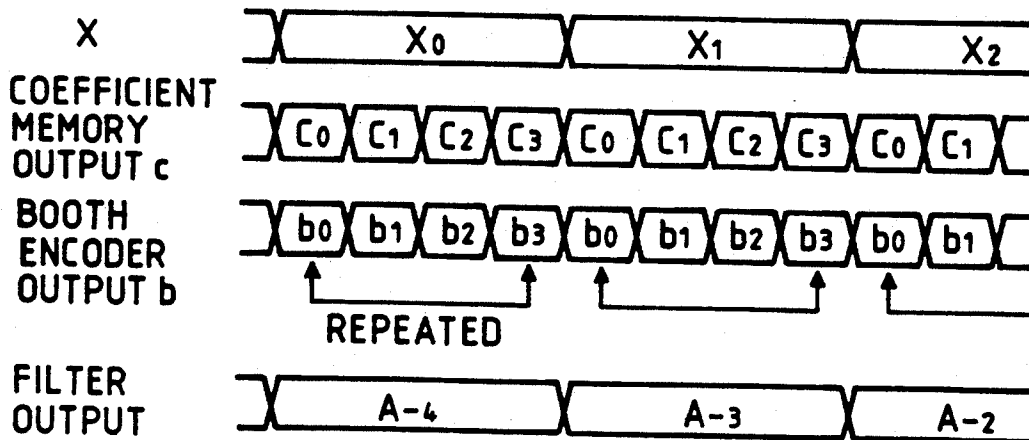 X X0 X1 X2
COEFFICIENT
MEMORY
OUTPUT c
C0 C1 C2 C3 C0 C1 C2 C3 C0 C1
BOOTH
ENCODER
OUTPUT b
b0 b1 b2 b3 b0 b1 b2 b3 b0 b1
REPEATED
FILTER
OUTPUT
A-4 A-3 A-2